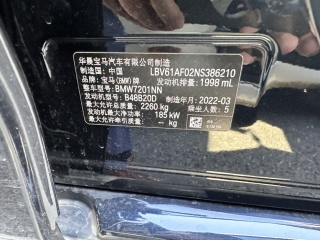 华晨宝马汽车有限公司制造
制造国：中国 LBV61AF02NS386210
品牌：宝马(BMW)牌 发动机排量：1998 mL
整车型号：BMW7201NN
发动机型号：B48B20D 制造年月：2022-03
最大允许总质量：2260 kg 乘坐人数：5
发动机最大净功率：185 kW
最大允许牵引质量：— kg